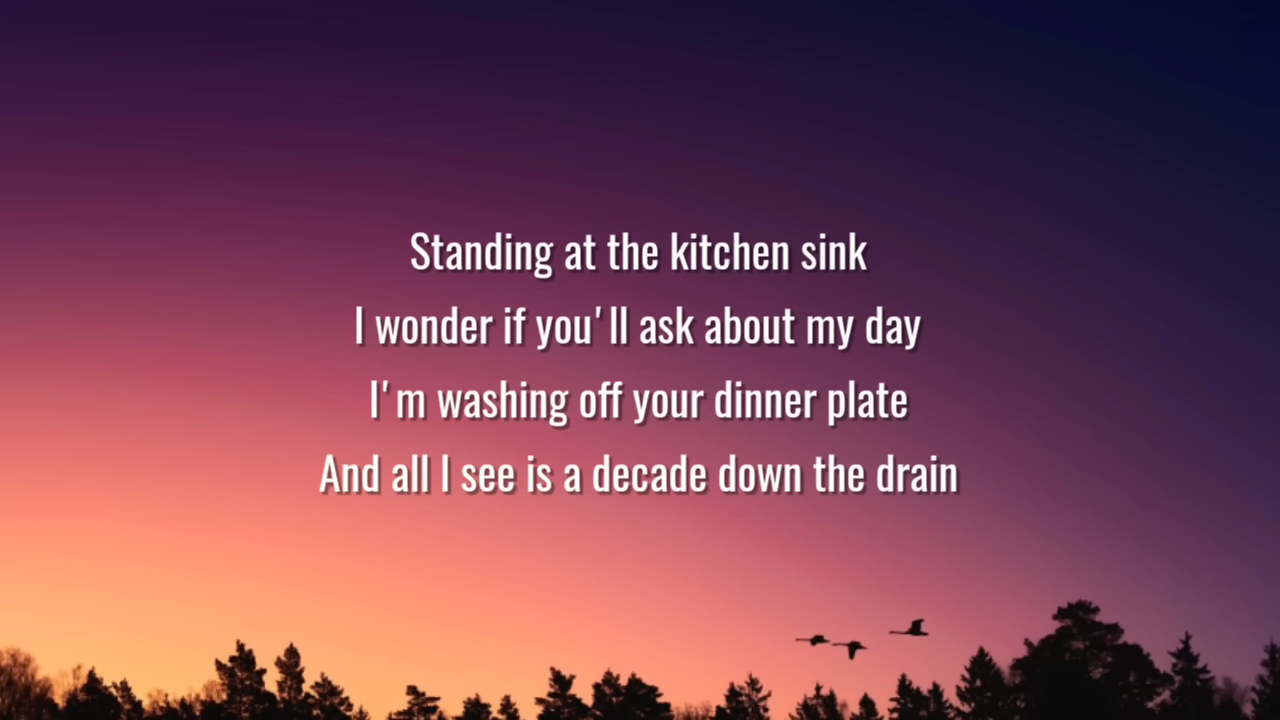 Standing at the kitchen sink
I wonder if you'll ask about my day
I'm washing off your dinner plate
And all I see is a decade down the drain